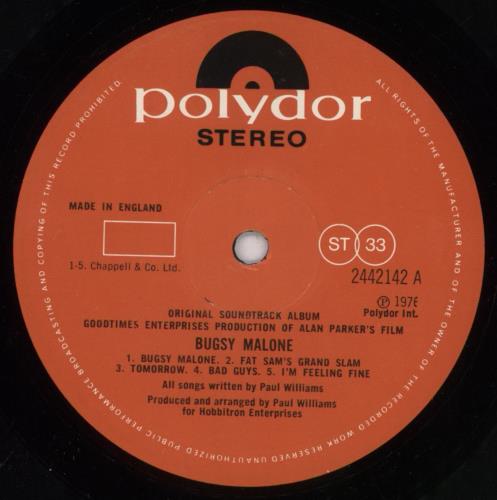 polydor
STEREO
MADE IN ENGLAND
1-5. Chappell & Co. Ltd.
ST 33
2442142 A
℗ 1976
Polydor Int.
ORIGINAL SOUNDTRACK ALBUM
GOODTIMES ENTERPRISES PRODUCTION OF ALAN PARKER'S FILM
BUGSY MALONE
1. BUGSY MALONE. 2. FAT SAM'S GRAND SLAM
3. TOMORROW. 4. BAD GUYS. 5. I'M FEELING FINE
All songs written by Paul Williams
Produced and arranged by Paul Williams
for Hobbitron Enterprises
ALL RIGHTS OF THE MANUFACTURER AND OF THE OWNER OF THE RECORDED WORK RESERVED UNAUTHORIZED PUBLIC PERFORMANCE BROADCASTING AND COPYING OF THIS RECORD PROHIBITED.